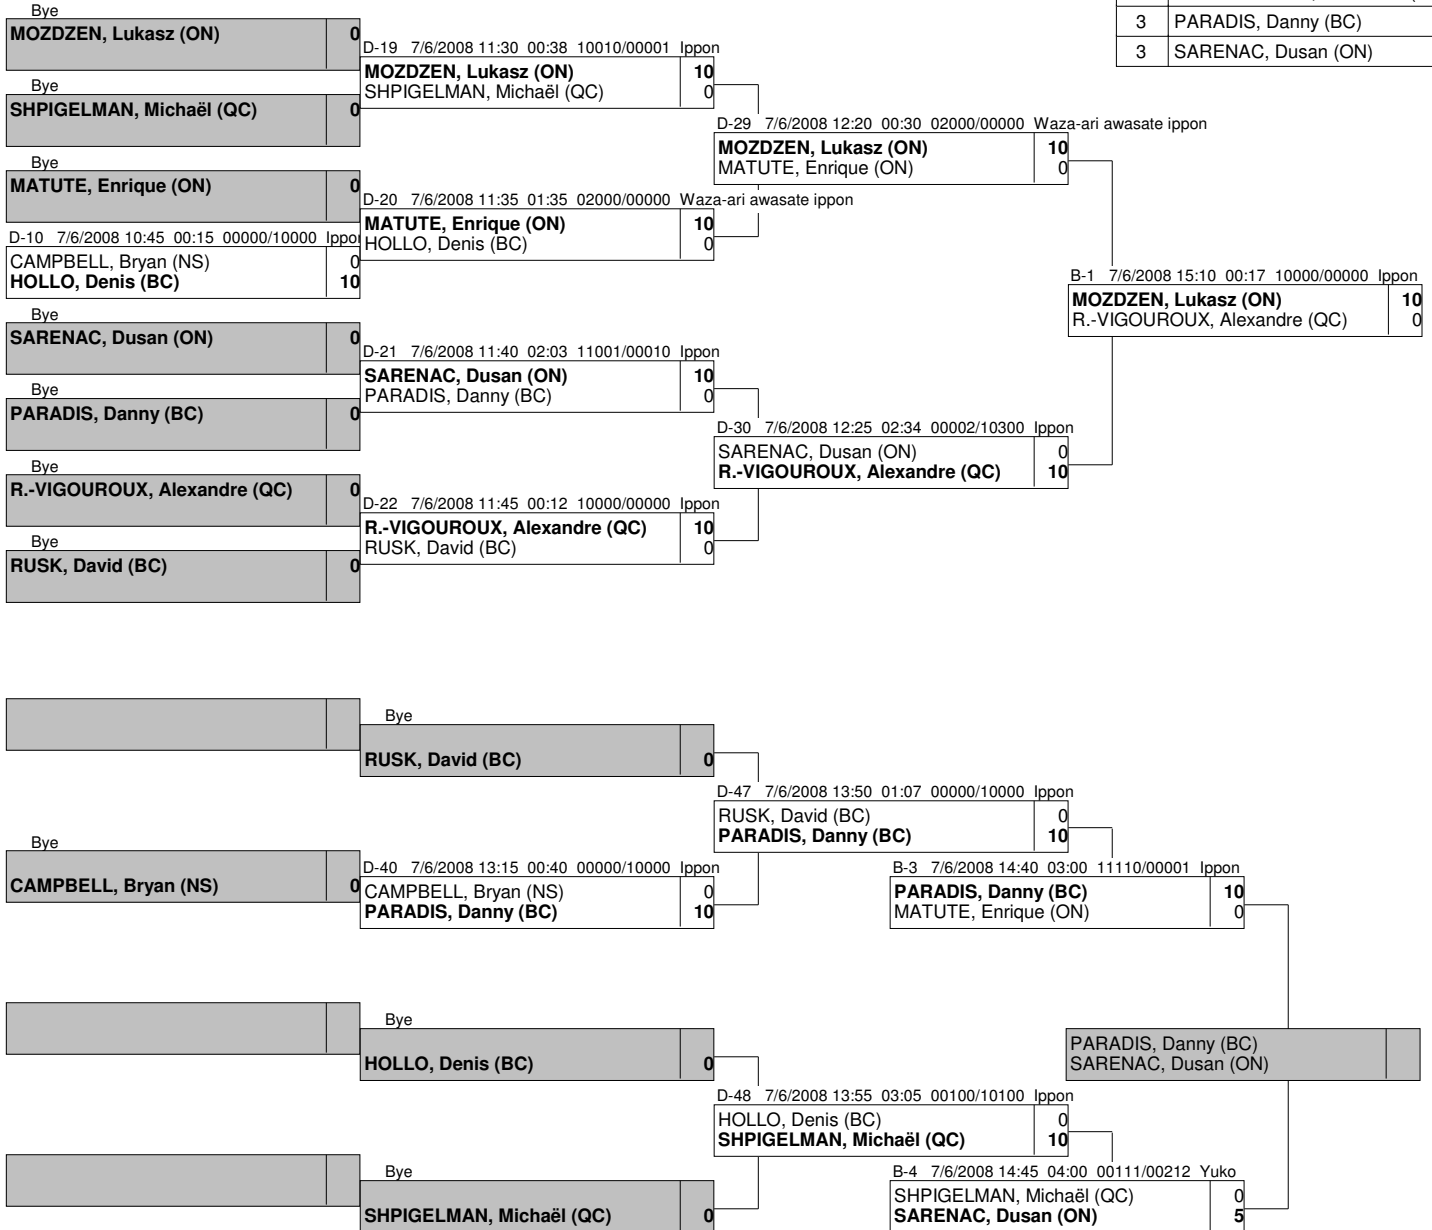 Bye
MOZDZEN, Lukasz (ON) 0
3 PARADIS, Danny (BC)
3 SARENAC, Dusan (ON)
D-19 7/6/2008 11:30 00:38 10010/00001 Ippon
MOZDZEN, Lukasz (ON) 10
SHPIGELMAN, Michaël (QC) 0
Bye
SHPIGELMAN, Michaël (QC) 0
D-29 7/6/2008 12:20 00:30 02000/00000 Waza-ari awasate ippon
MOZDZEN, Lukasz (ON) 10
MATUTE, Enrique (ON) 0
Bye
MATUTE, Enrique (ON) 0
D-20 7/6/2008 11:35 01:35 02000/00000 Waza-ari awasate ippon
MATUTE, Enrique (ON) 10
HOLLO, Denis (BC) 0
D-10 7/6/2008 10:45 00:15 00000/10000 Ippon
CAMPBELL, Bryan (NS) 0
HOLLO, Denis (BC) 10
B-1 7/6/2008 15:10 00:17 10000/00000 Ippon
MOZDZEN, Lukasz (ON) 10
R.-VIGOUROUX, Alexandre (QC) 0
Bye
SARENAC, Dusan (ON) 0
D-21 7/6/2008 11:40 02:03 11001/00010 Ippon
SARENAC, Dusan (ON) 10
PARADIS, Danny (BC) 0
Bye
PARADIS, Danny (BC) 0
D-30 7/6/2008 12:25 02:34 00002/10300 Ippon
SARENAC, Dusan (ON) 0
R.-VIGOUROUX, Alexandre (QC) 10
Bye
R.-VIGOUROUX, Alexandre (QC) 0
D-22 7/6/2008 11:45 00:12 10000/00000 Ippon
R.-VIGOUROUX, Alexandre (QC) 10
RUSK, David (BC) 0
Bye
RUSK, David (BC) 0
Bye
RUSK, David (BC) 0
D-47 7/6/2008 13:50 01:07 00000/10000 Ippon
RUSK, David (BC) 0
PARADIS, Danny (BC) 10
Bye
CAMPBELL, Bryan (NS) 0
D-40 7/6/2008 13:15 00:40 00000/10000 Ippon
CAMPBELL, Bryan (NS) 0
PARADIS, Danny (BC) 10
B-3 7/6/2008 14:40 03:00 11110/00001 Ippon
PARADIS, Danny (BC) 10
MATUTE, Enrique (ON) 0
Bye
HOLLO, Denis (BC) 0
PARADIS, Danny (BC)
SARENAC, Dusan (ON)
D-48 7/6/2008 13:55 03:05 00100/10100 Ippon
HOLLO, Denis (BC) 0
SHPIGELMAN, Michaël (QC) 10
Bye
SHPIGELMAN, Michaël (QC) 0
B-4 7/6/2008 14:45 04:00 00111/00212 Yuko
SHPIGELMAN, Michaël (QC) 0
SARENAC, Dusan (ON) 5